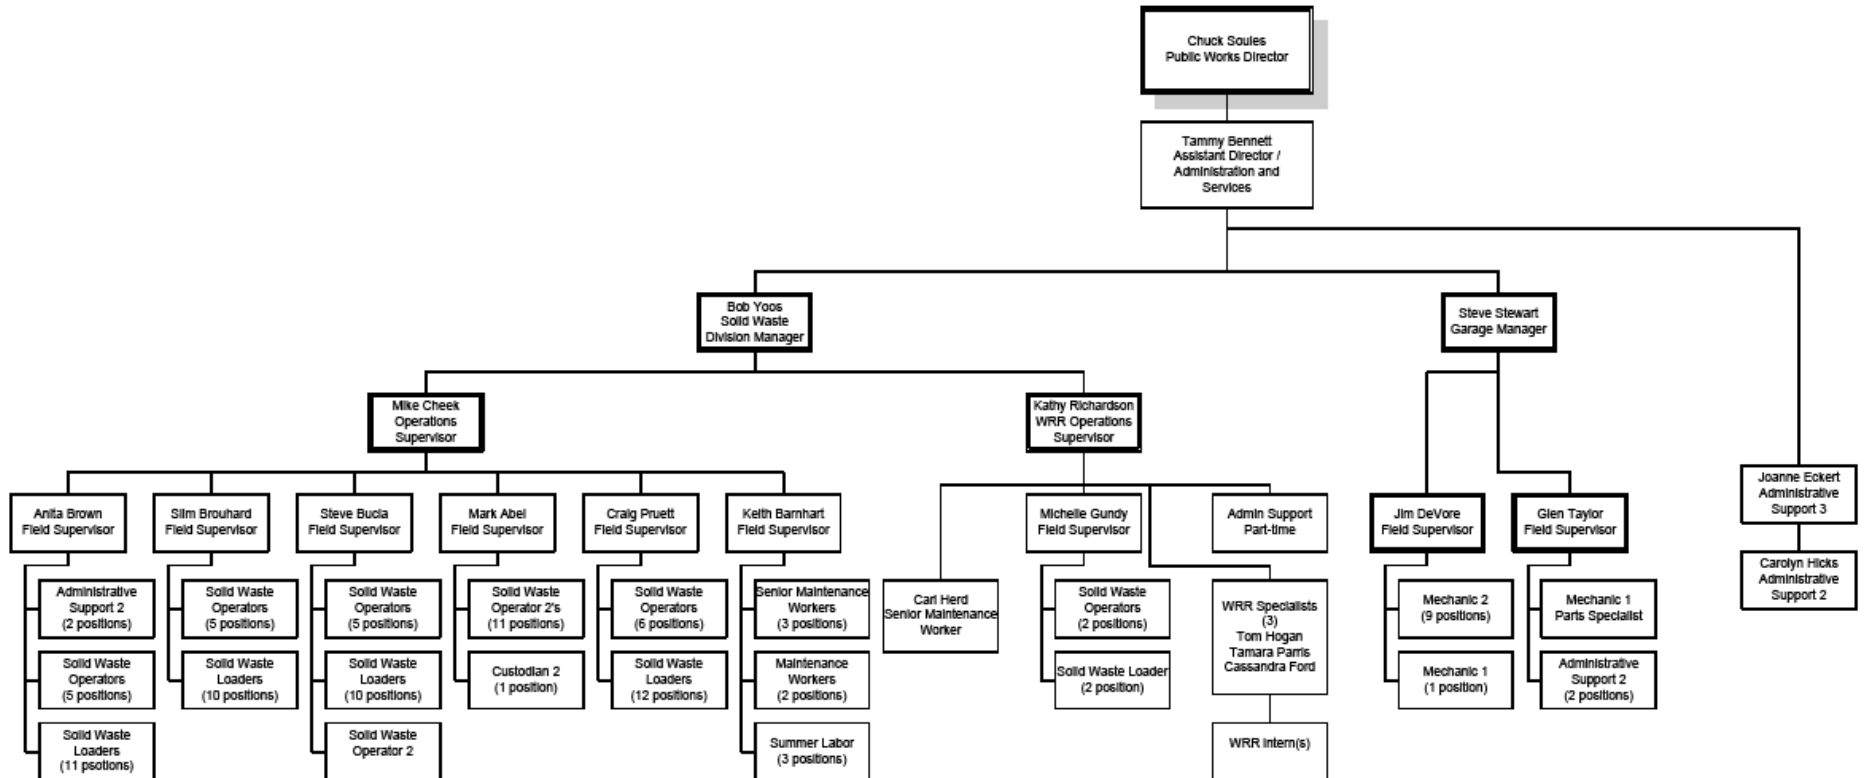 Chuck Soules
Public Works Director
Tammy Bennett
Assistant Director /
Administration and
Services
Bob Yoos
Solid Waste
Division Manager
Steve Stewart
Garage Manager
Mike Cheek
Operations
Supervisor
Kathy Richardson
WRR Operations
Supervisor
Joanne Eckert
Administrative
Support 3
Carolyn Hicks
Administrative
Support 2
Anita Brown
Field Supervisor
Slim Brouhard
Field Supervisor
Steve Bucia
Field Supervisor
Mark Abel
Field Supervisor
Craig Pruett
Field Supervisor
Keith Barnhart
Field Supervisor
Michelle Gundy
Field Supervisor
Admin Support
Part-time
Jim DeVore
Field Supervisor
Glen Taylor
Field Supervisor
Administrative
Support 2
(2 positions)
Solid Waste
Operators
(5 positions)
Solid Waste
Loaders
(11 psotions)
Solid Waste
Operators
(5 positions)
Solid Waste
Loaders
(10 positions)
Solid Waste
Operators
(5 positions)
Solid Waste
Loaders
(10 positions)
Solid Waste
Operator 2
Solid Waste
Operator 2's
(11 positions)
Custodian 2
(1 position)
Solid Waste
Operators
(6 positions)
Solid Waste
Loaders
(12 positions)
Senior Maintenance
Workers
(3 positions)
Maintenance
Workers
(2 positions)
Summer Labor
(3 positions)
Carl Herd
Senior Maintenance
Worker
Solid Waste
Operators
(2 positions)
Solid Waste Loader
(2 position)
WRR Specialists
(3)
Tom Hogan
Tamara Parris
Cassandra Ford
WRR Intern(s)
Mechanic 2
(9 positions)
Mechanic 1
(1 position)
Mechanic 1
Parts Specialist
Administrative
Support 2
(2 positions)